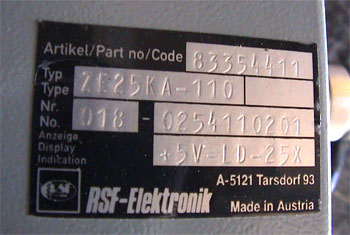 Artikel/Part no/Code 83354411
Typ
Type ZE25KA-110
Nr.
No. 018-0254110201
Anzeige
Display
Indication *5V-LD-25X
A-5121 Tarsdorf 93
RSF-Elektronik Made in Austria